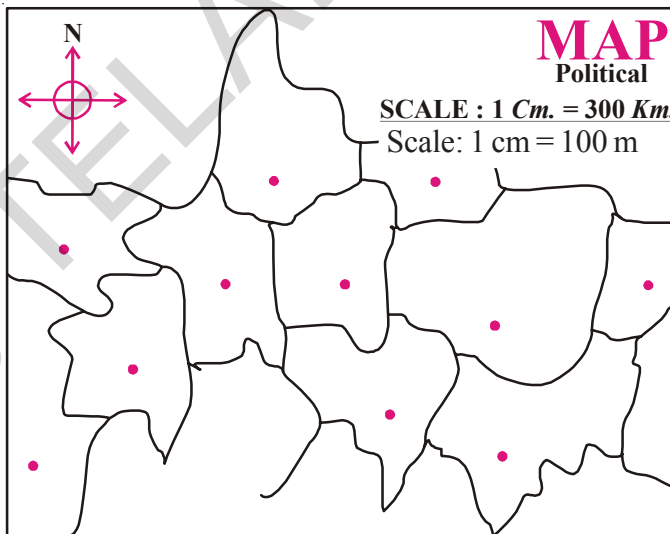 N
MAP
Political
SCALE : 1 Cm. = 300 Km.
Scale: 1 cm = 100 m